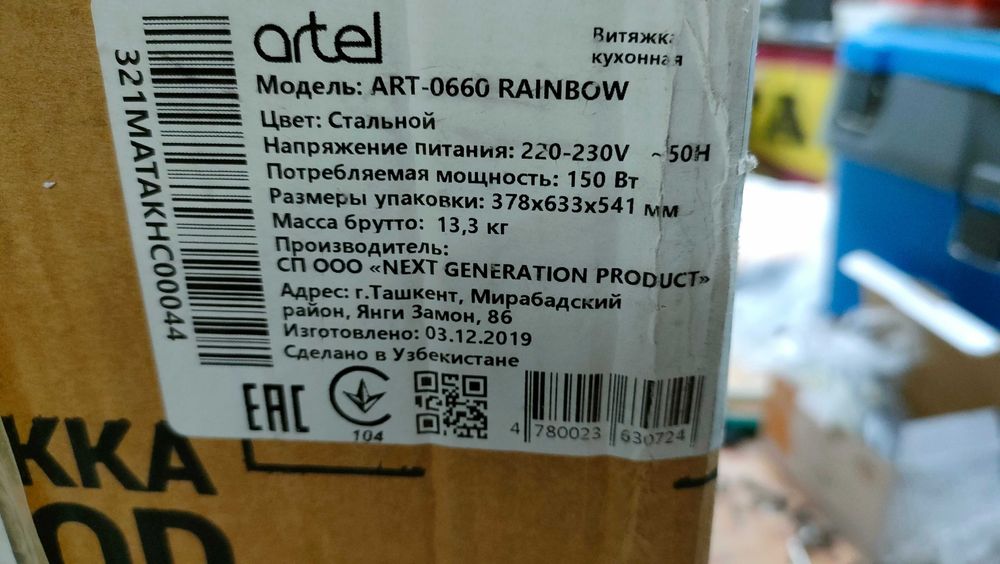 artel
Витяжка
кухонная
Модель: ART-0660 RAINBOW
Цвет: Стальной
Напряжение питания: 220-230V ~50H
Потребляемая мощность: 150 Вт
Размеры упаковки: 378x633x541 мм
Масса брутто: 13,3 кг
Производитель:
СП ООО «NEXT GENERATION PRODUCT»
Адрес: г.Ташкент, Мирабадский
район, Янги Замон, 86
Изготовлено: 03.12.2019
Сделано в Узбекистане
321MATAKHC00044
EAC
104
4 780023 630724